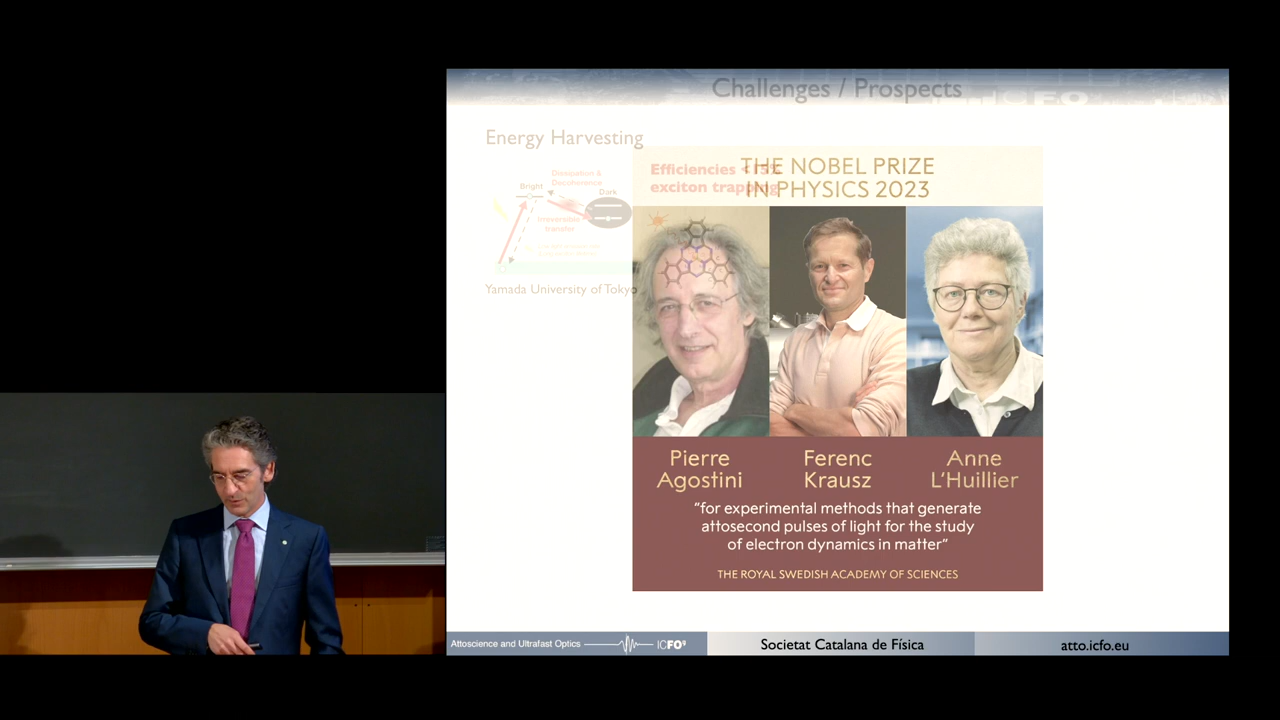 Challenges / Prospects
ICFO
Energy Harvesting
Efficiencies <15%
exciton trapping
THE NOBEL PRIZE
IN PHYSICS 2023
Dissipation &
Decoherence
Bright
Dark
Irreversible
transfer
Yamada University of Tokyo
Pierre
Agostini
Ferenc
Krausz
Anne
L'Huillier
"for experimental methods that generate
attosecond pulses of light for the study
of electron dynamics in matter"
THE ROYAL SWEDISH ACADEMY OF SCIENCES
Attoscience and Ultrafast Optics
ICFO
Societat Catalana de Física
atto.icfo.eu